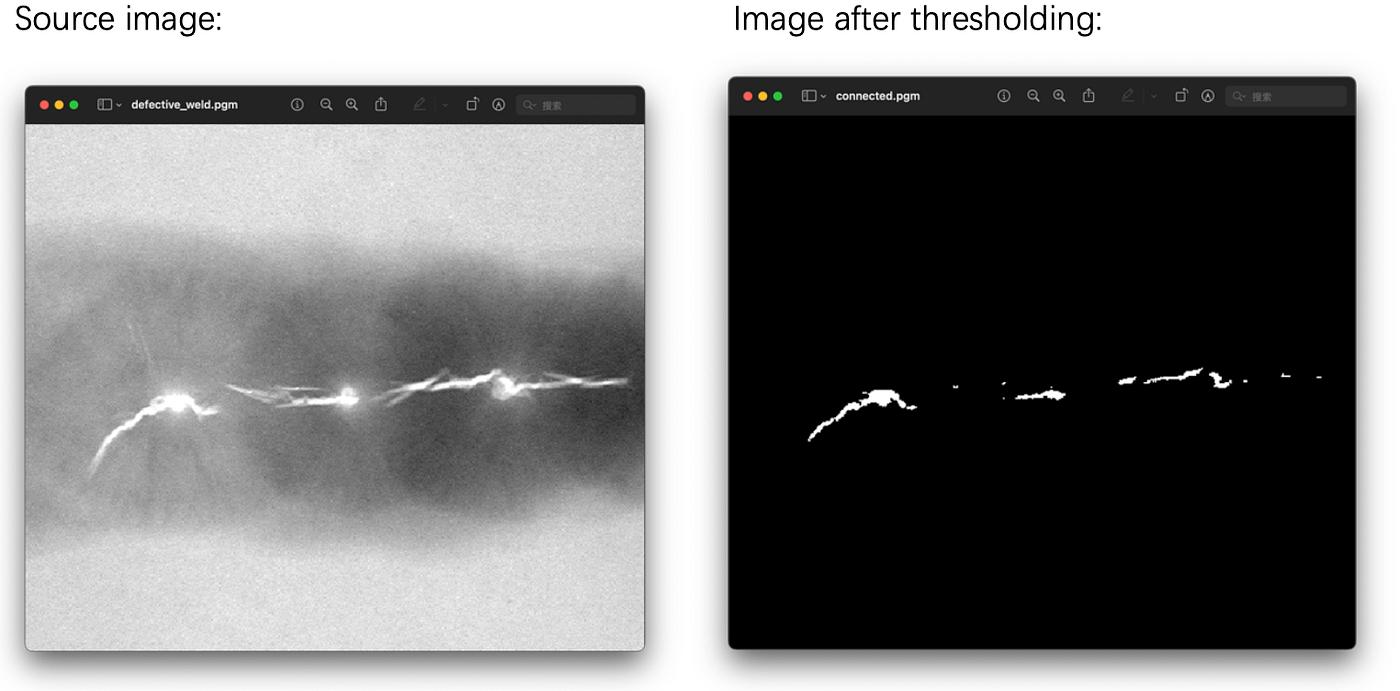 Source image:
Image after thresholding:
defective_weld.pgm
搜索
connected.pgm
搜索